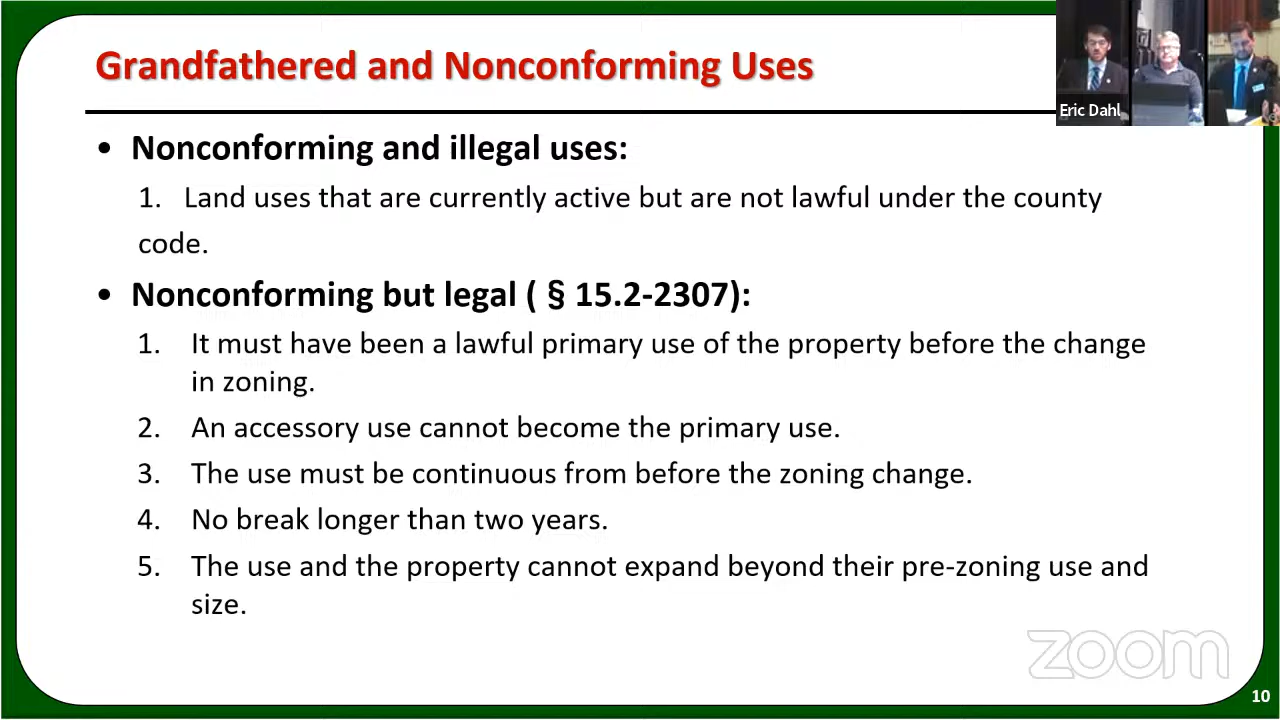 Grandfathered and Nonconforming Uses
Eric Dahl
• Nonconforming and illegal uses:
1. Land uses that are currently active but are not lawful under the county
code.
• Nonconforming but legal ( § 15.2-2307):
1. It must have been a lawful primary use of the property before the change
in zoning.
2. An accessory use cannot become the primary use.
3. The use must be continuous from before the zoning change.
4. No break longer than two years.
5. The use and the property cannot expand beyond their pre-zoning use and
size.
zoom
10